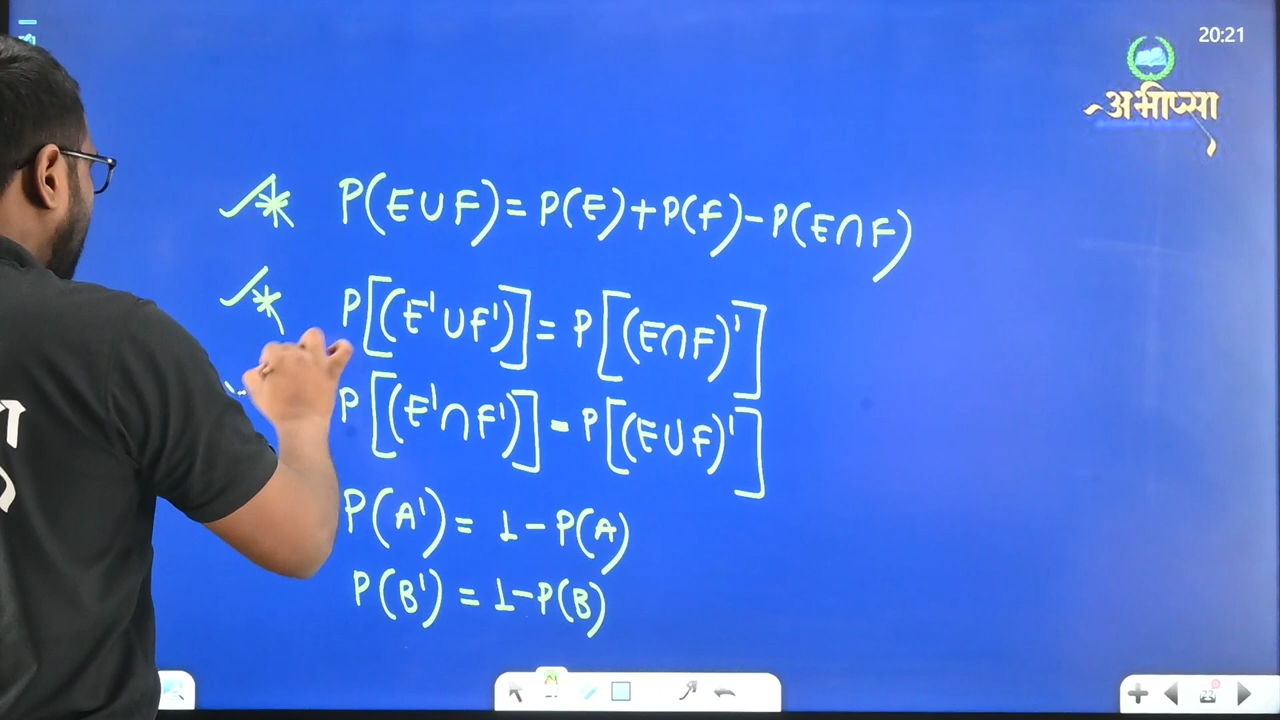 20:21
अभीप्सा
P(E∪F)=P(E)+P(F)-P(E∩F)
P[(E'∪F')]=P[(E∩F)']
P[(E'∩F')]=P[(E∪F)']
P(A')=1-P(A)
P(B')=1-P(B)